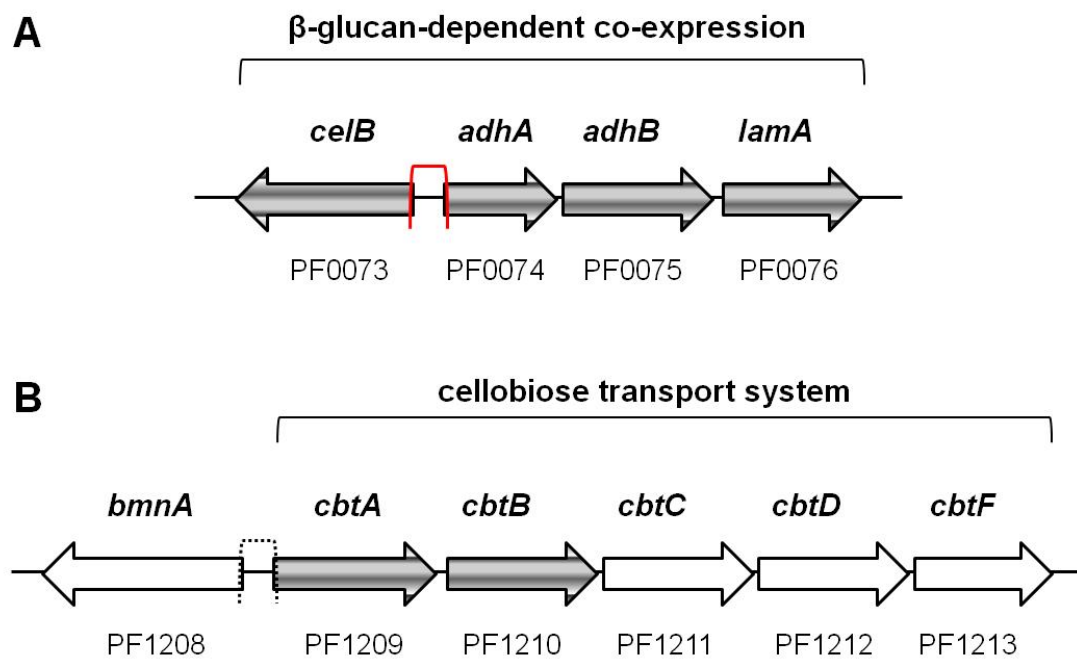 A
β-glucan-dependent co-expression
celB adhA adhB lamA
PF0073 PF0074 PF0075 PF0076
B
cellobiose transport system
bmnA cbtA cbtB cbtC cbtD cbtF
PF1208 PF1209 PF1210 PF1211 PF1212 PF1213